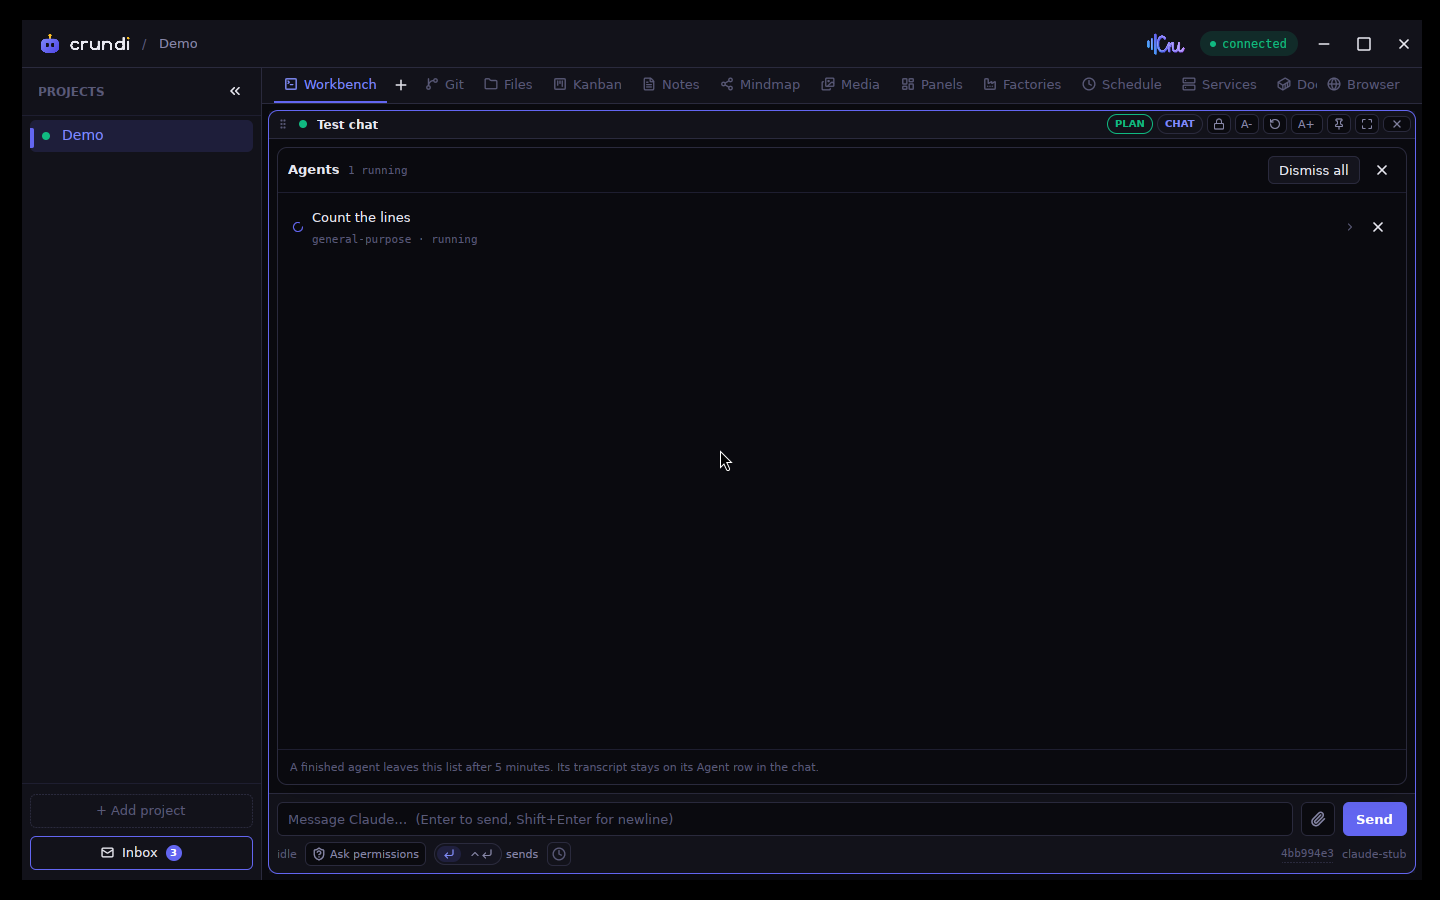 crundi / Demo
Cru
connected
PROJECTS
Workbench + Git Files Kanban Notes Mindmap Media Panels Factories Schedule Services Do Browser
Demo
Test chat
PLAN CHAT A- A+
Agents 1 running
Dismiss all
Count the lines
general-purpose · running
A finished agent leaves this list after 5 minutes. Its transcript stays on its Agent row in the chat.
+ Add project
Message Claude... (Enter to send, Shift+Enter for newline)
Send
Inbox 3
idle Ask permissions sends
4bb994e3 claude-stub